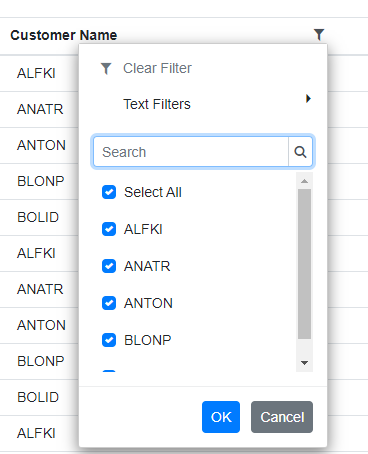 Customer Name
ALFKI
ANATR
ANTON
BLONP
BOLID
ALFKI
ANATR
ANTON
BLONP
BOLID
ALFKI
Clear Filter
Text Filters
Search
Select All
ALFKI
ANATR
ANTON
BLONP
OK Cancel